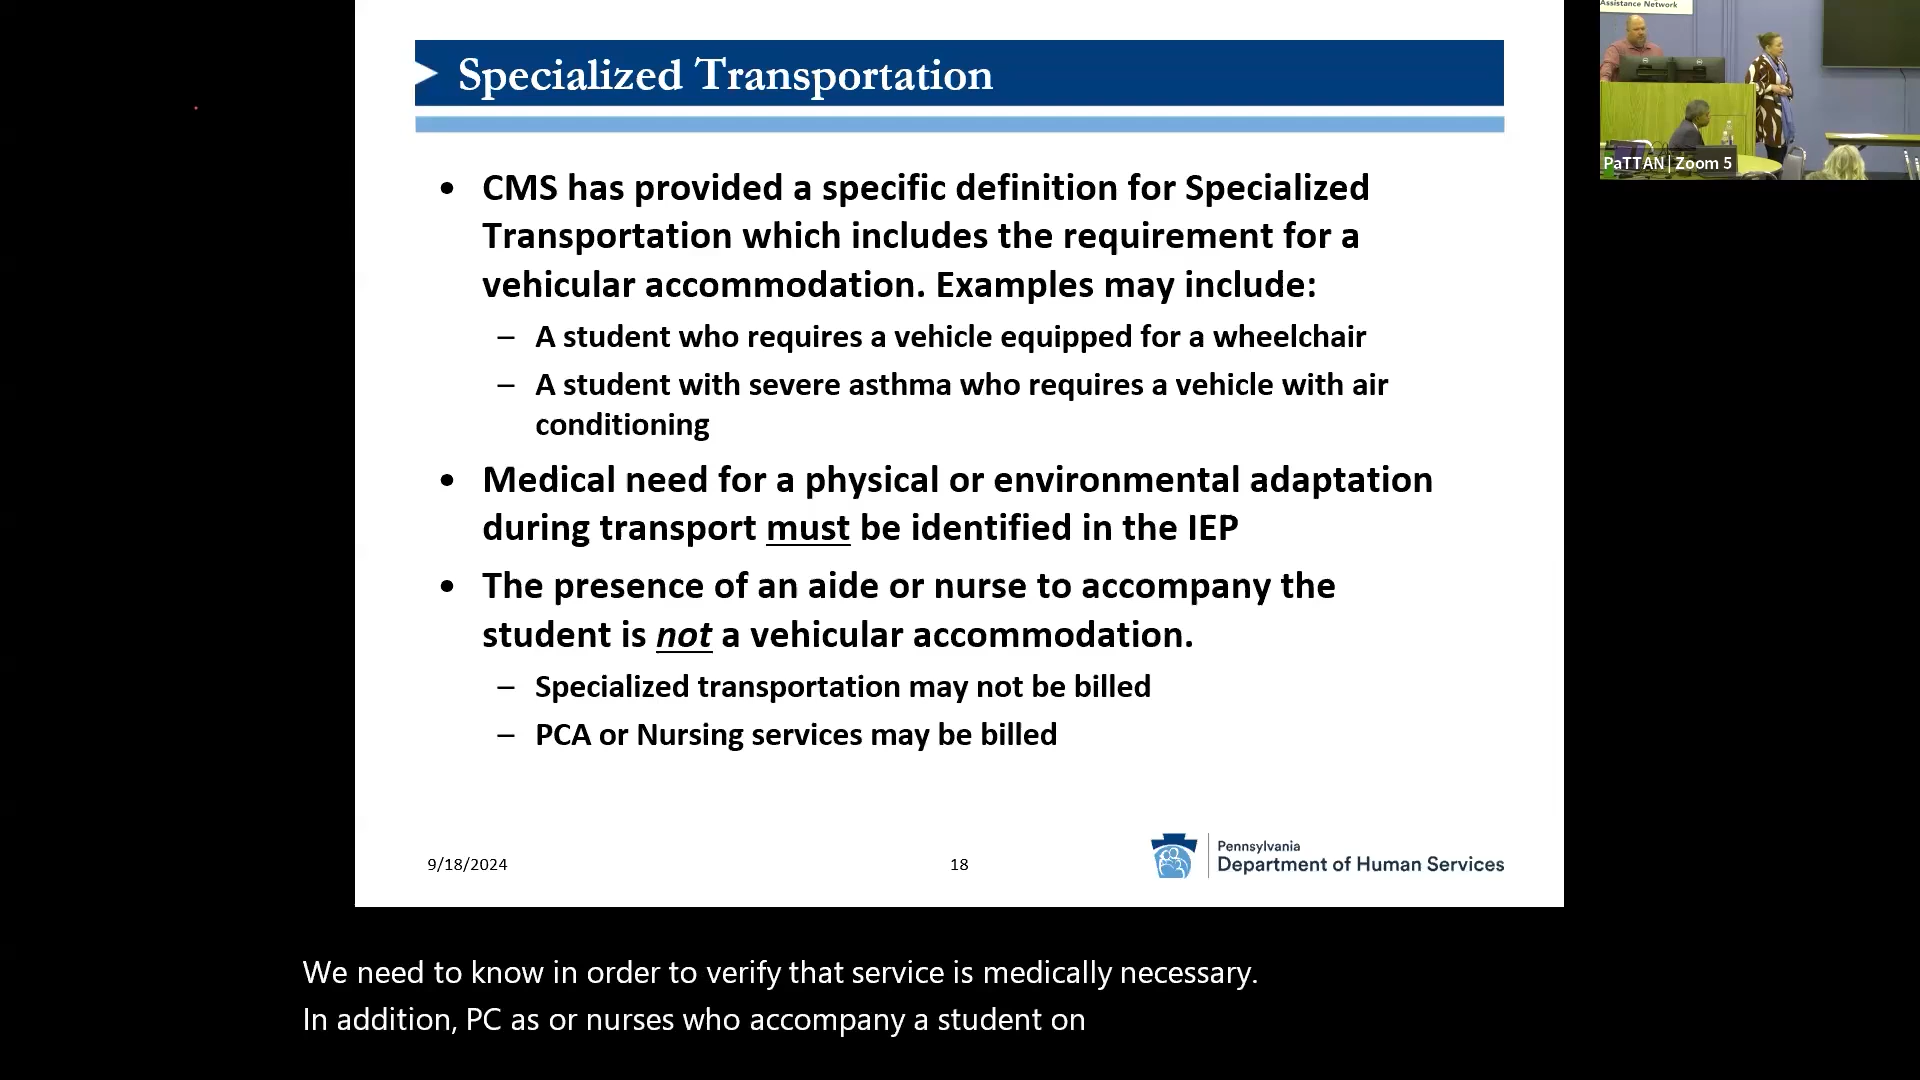 Assistance Network
Specialized Transportation
PaTTAN | Zoom 5
• CMS has provided a specific definition for Specialized
Transportation which includes the requirement for a
vehicular accommodation. Examples may include:
– A student who requires a vehicle equipped for a wheelchair
– A student with severe asthma who requires a vehicle with air
conditioning
• Medical need for a physical or environmental adaptation
during transport must be identified in the IEP
• The presence of an aide or nurse to accompany the
student is not a vehicular accommodation.
– Specialized transportation may not be billed
– PCA or Nursing services may be billed
9/18/2024
18
Pennsylvania
Department of Human Services
We need to know in order to verify that service is medically necessary.
In addition, PC as or nurses who accompany a student on